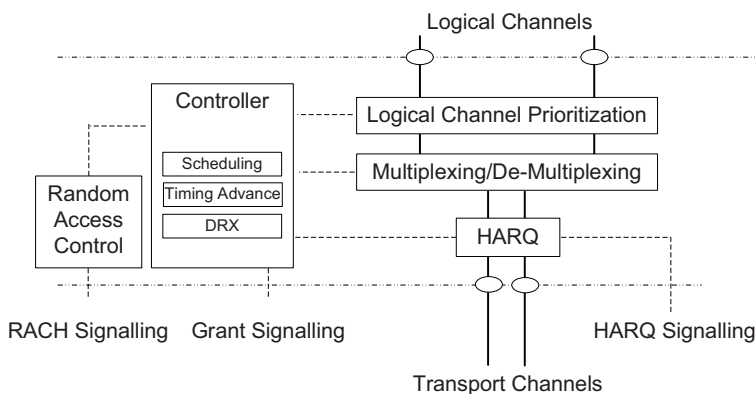 Logical Channels
Controller
Logical Channel Prioritization
Scheduling
Multiplexing/De-Multiplexing
Timing Advance
Random
Access
Control
DRX
HARQ
RACH Signalling
Grant Signalling
HARQ Signalling
Transport Channels